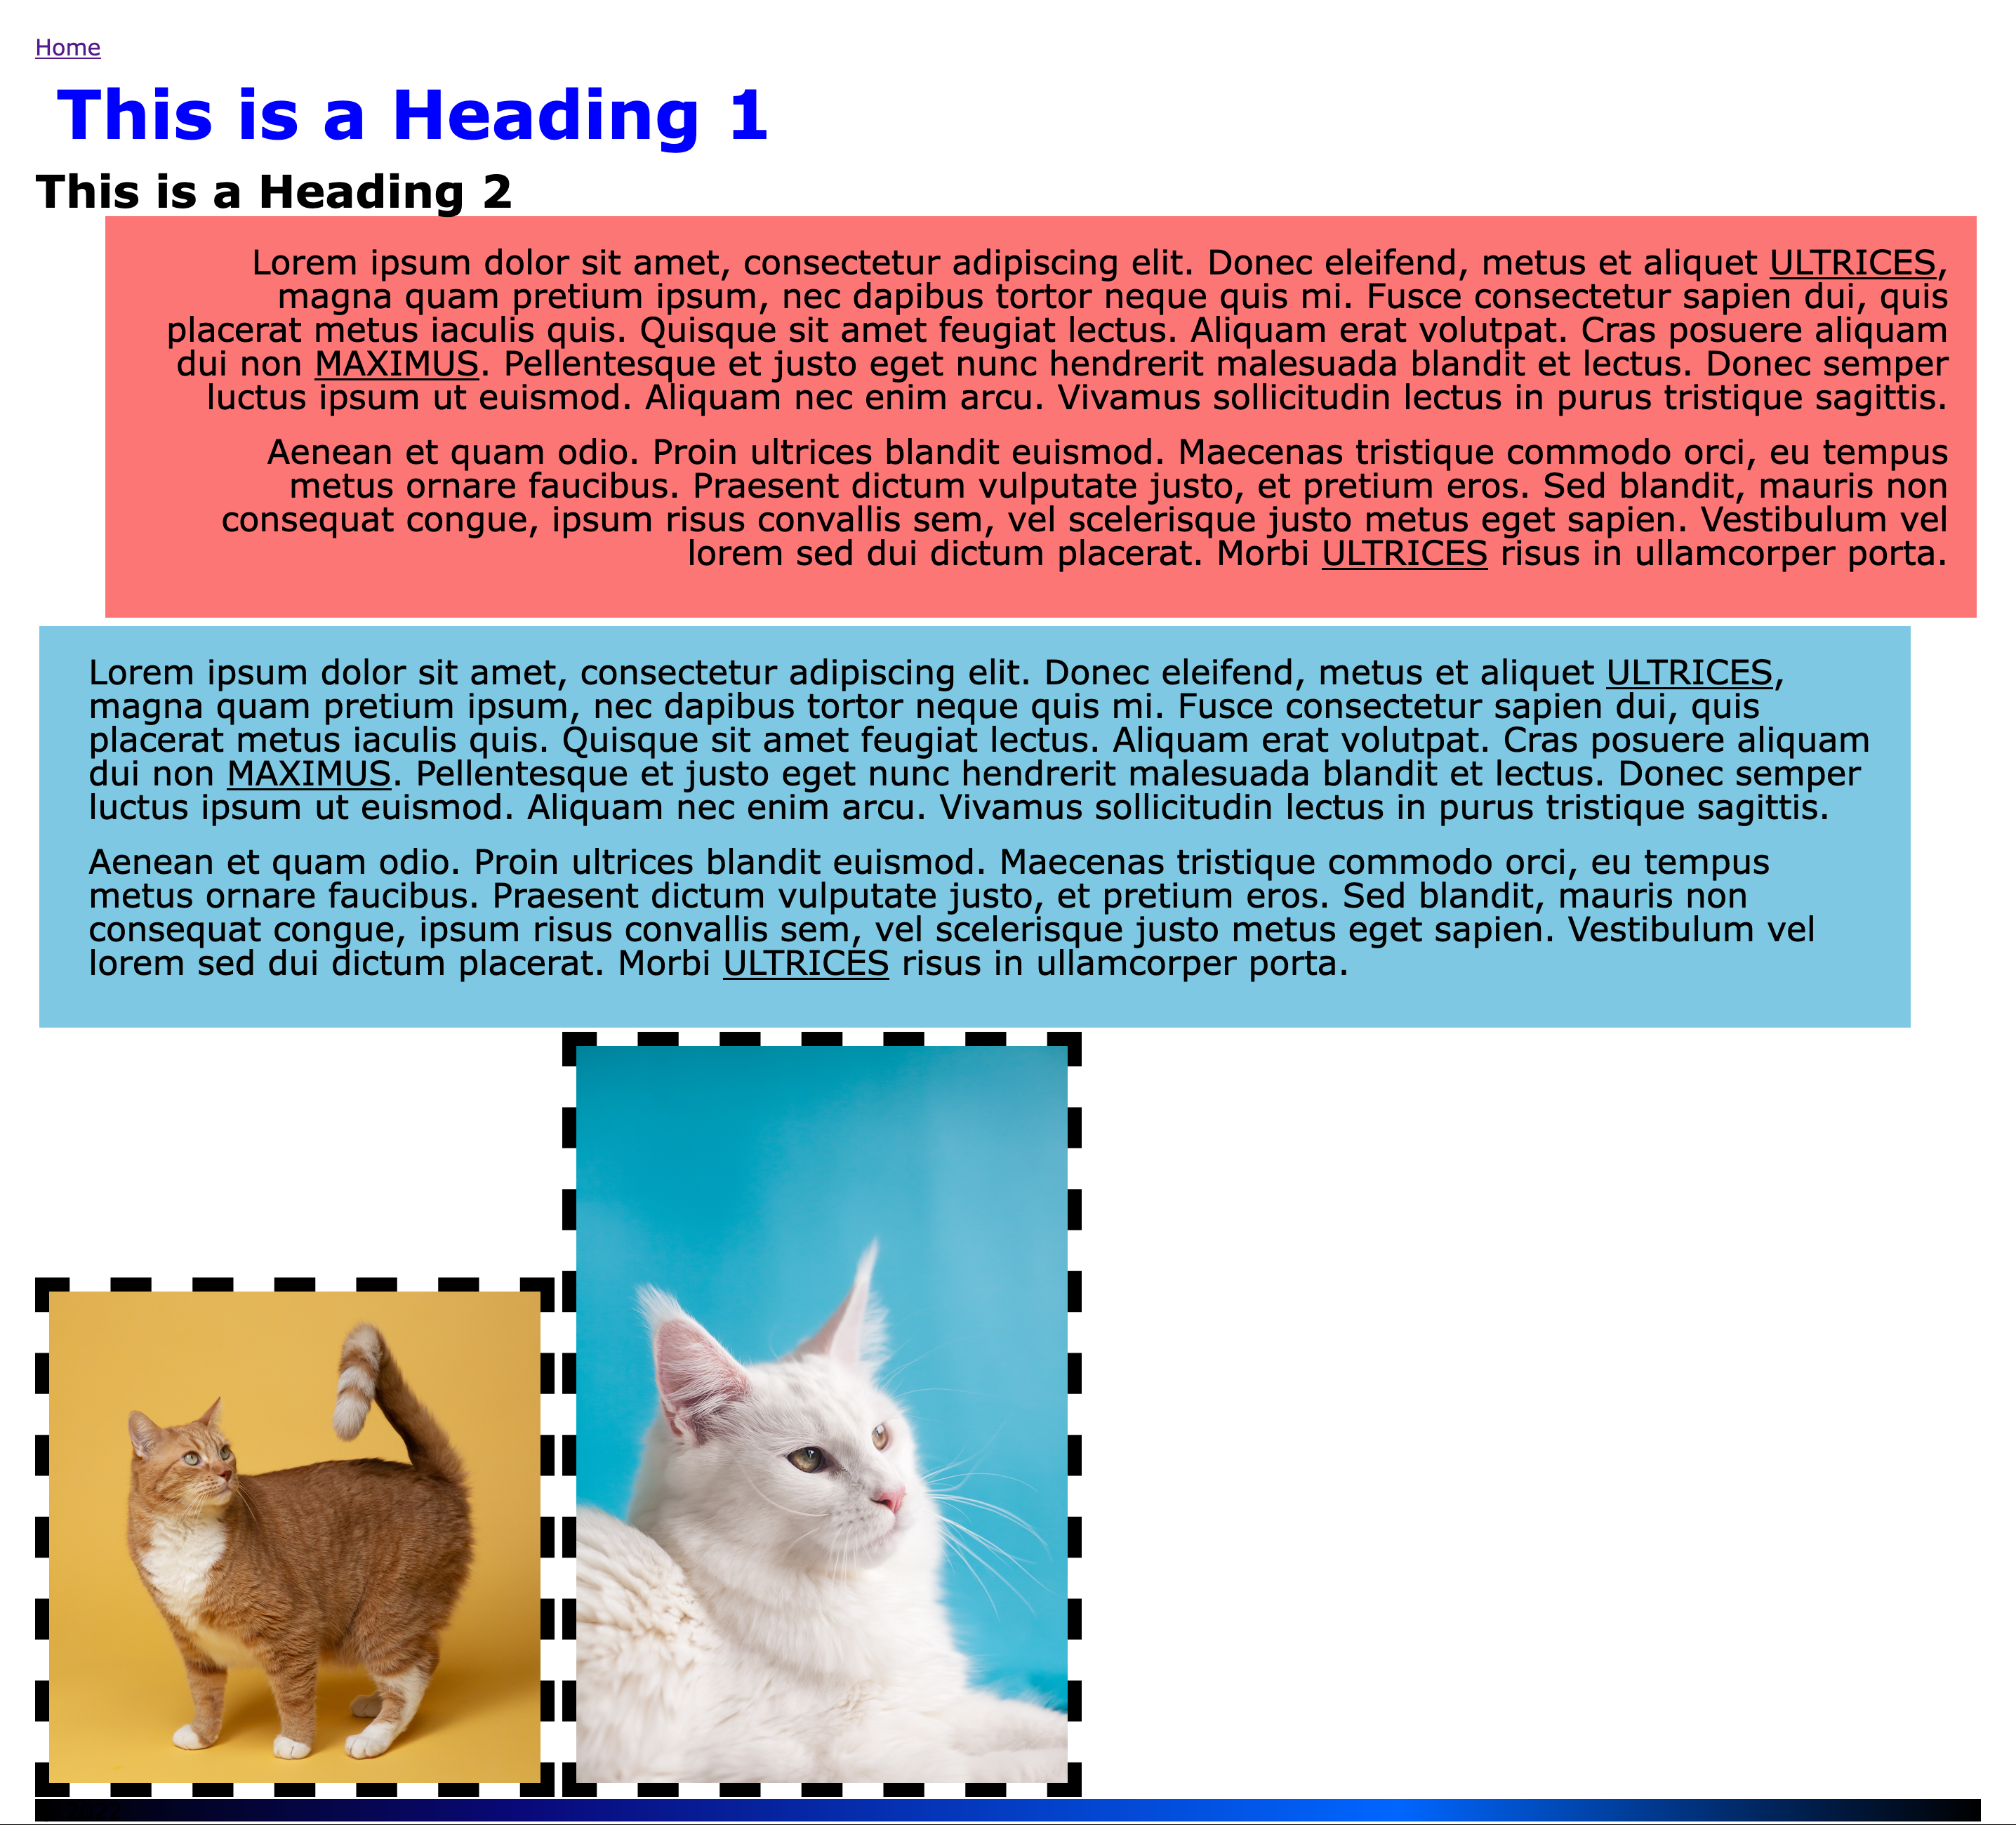 Home
This is a Heading 1
This is a Heading 2
Lorem ipsum dolor sit amet, consectetur adipiscing elit. Donec eleifend, metus et aliquet ULTRICES,
magna quam pretium ipsum, nec dapibus tortor neque quis mi. Fusce consectetur sapien dui, quis
placerat metus iaculis quis. Quisque sit amet feugiat lectus. Aliquam erat volutpat. Cras posuere aliquam
dui non MAXIMUS. Pellentesque et justo eget nunc hendrerit malesuada blandit et lectus. Donec semper
luctus ipsum ut euismod. Aliquam nec enim arcu. Vivamus sollicitudin lectus in purus tristique sagittis.
Aenean et quam odio. Proin ultrices blandit euismod. Maecenas tristique commodo orci, eu tempus
metus ornare faucibus. Praesent dictum vulputate justo, et pretium eros. Sed blandit, mauris non
consequat congue, ipsum risus convallis sem, vel scelerisque justo metus eget sapien. Vestibulum vel
lorem sed dui dictum placerat. Morbi ULTRICES risus in ullamcorper porta.
Lorem ipsum dolor sit amet, consectetur adipiscing elit. Donec eleifend, metus et aliquet ULTRICES,
magna quam pretium ipsum, nec dapibus tortor neque quis mi. Fusce consectetur sapien dui, quis
placerat metus iaculis quis. Quisque sit amet feugiat lectus. Aliquam erat volutpat. Cras posuere aliquam
dui non MAXIMUS. Pellentesque et justo eget nunc hendrerit malesuada blandit et lectus. Donec semper
luctus ipsum ut euismod. Aliquam nec enim arcu. Vivamus sollicitudin lectus in purus tristique sagittis.
Aenean et quam odio. Proin ultrices blandit euismod. Maecenas tristique commodo orci, eu tempus
metus ornare faucibus. Praesent dictum vulputate justo, et pretium eros. Sed blandit, mauris non
consequat congue, ipsum risus convallis sem, vel scelerisque justo metus eget sapien. Vestibulum vel
lorem sed dui dictum placerat. Morbi ULTRICES risus in ullamcorper porta.